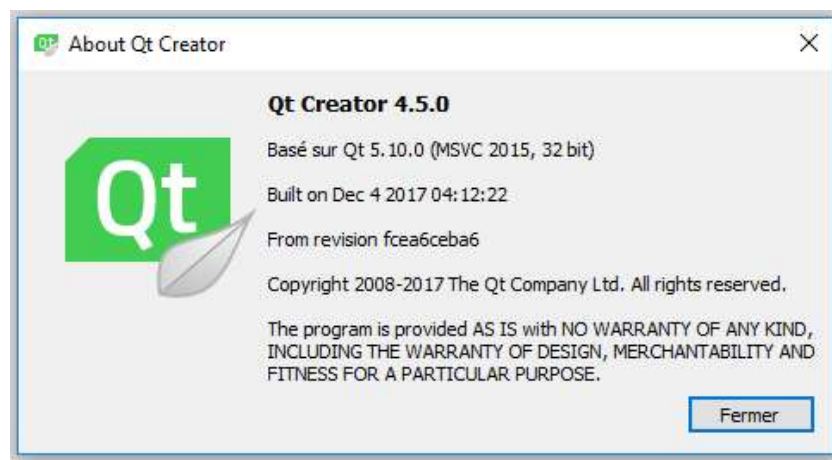 Qt
About Qt Creator
Qt
Qt Creator 4.5.0
Basé sur Qt 5.10.0 (MSVC 2015, 32 bit)
Built on Dec 4 2017 04:12:22
From revision fcea6ceba6
Copyright 2008-2017 The Qt Company Ltd. All rights reserved.
The program is provided AS IS with NO WARRANTY OF ANY KIND,
INCLUDING THE WARRANTY OF DESIGN, MERCHANTABILITY AND
FITNESS FOR A PARTICULAR PURPOSE.
Fermer